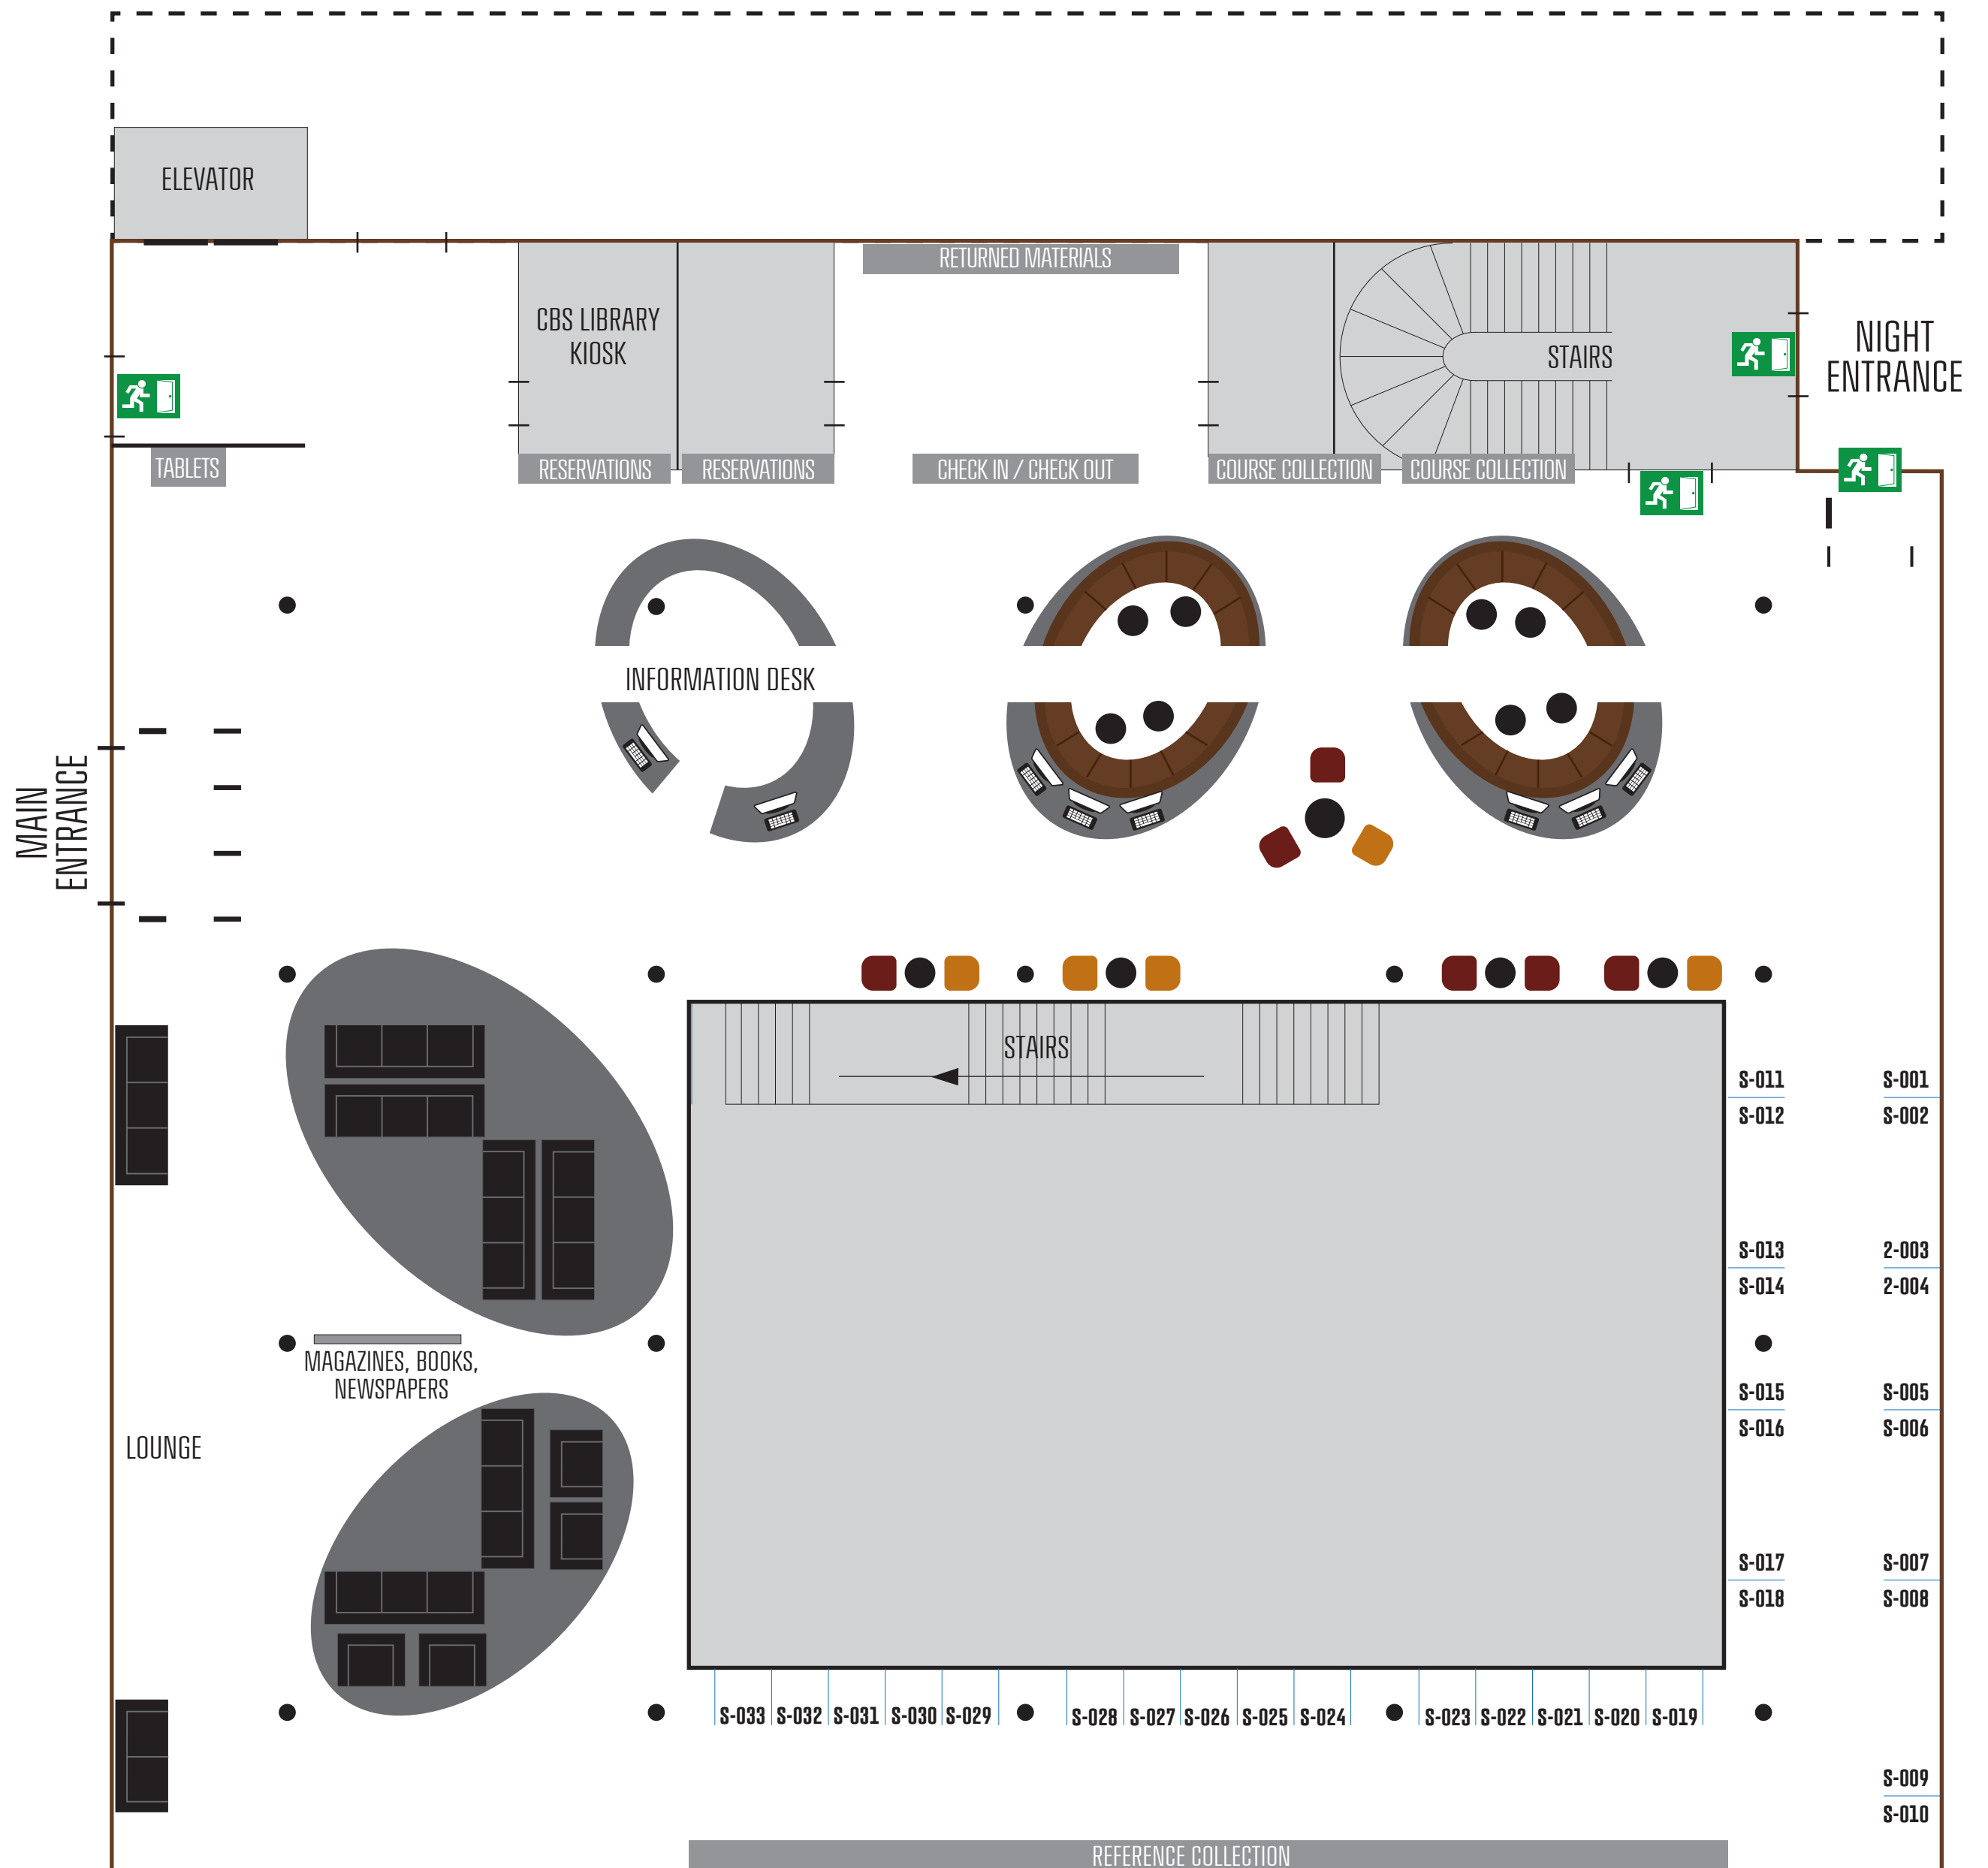 ELEVATOR
RETURNED MATERIALS
CBS LIBRARY
KIOSK
STAIRS
NIGHT
ENTRANCE
TABLETS
RESERVATIONS
RESERVATIONS
CHECK IN / CHECK OUT
COURSE COLLECTION
COURSE COLLECTION
INFORMATION DESK
MAIN
ENTRANCE
STAIRS
S-011
S-001
S-012
S-002
S-013
2-003
S-014
2-004
MAGAZINES, BOOKS,
NEWSPAPERS
S-015
S-005
S-016
S-006
LOUNGE
S-017
S-007
S-018
S-008
S-033 S-032 S-031 S-030 S-029 S-028 S-027 S-026 S-025 S-024 S-023 S-022 S-021 S-020 S-019
S-009
S-010
REFERENCE COLLECTION